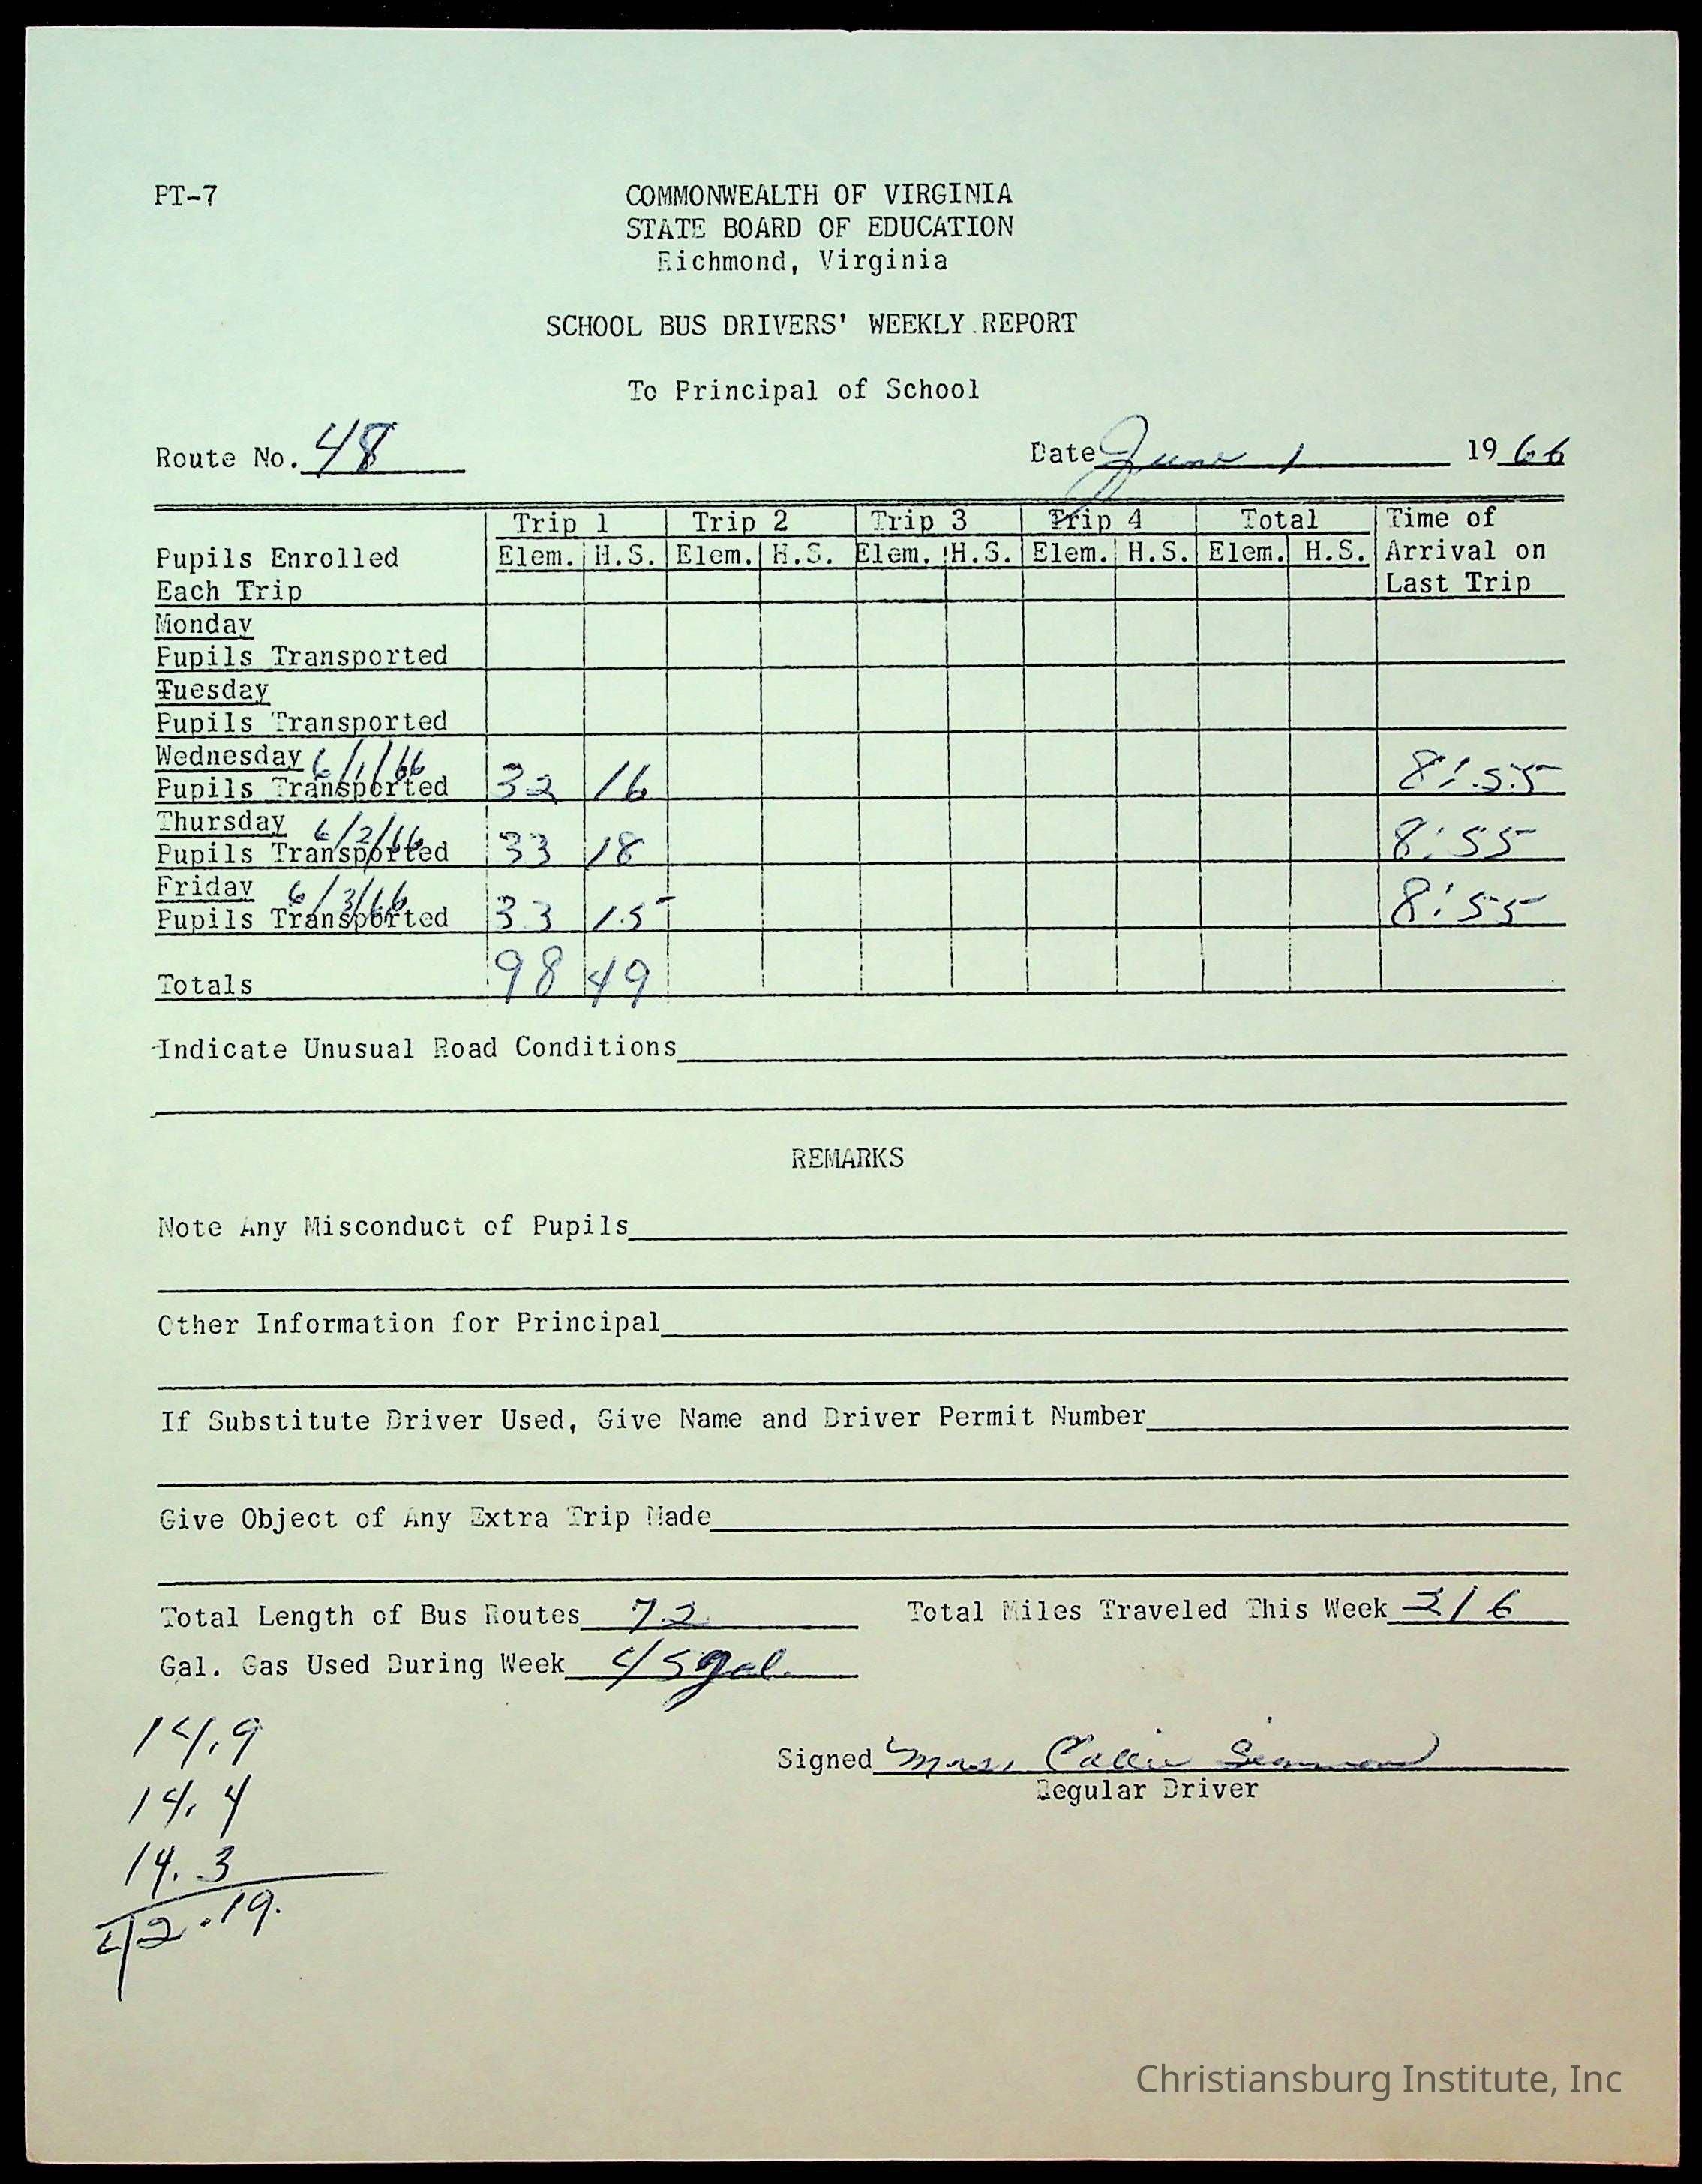 PT-7
COMMONWEALTH OF VIRGINIA
STATE BOARD OF EDUCATION
Richmond, Virginia
SCHOOL BUS DRIVERS' WEEKLY REPORT
To Principal of School
Route No. 48 Date June 1 1966
Trip 1 Trip 2 Trip 3 Trip 4 Total Time of
Pupils Enrolled Elem. H.S. Elem. H.S. Elem. H.S. Elem. H.S. Elem. H.S. Arrival on
Each Trip Last Trip
Monday
Pupils Transported
Tuesday
Pupils Transported
Wednesday 6/1/66
Pupils Transported 32 16 8:55
Thursday 6/2/66
Pupils Transported 33 18 8:55
Friday 6/3/66
Pupils Transported 33 15 8:55
Totals 98 49
Indicate Unusual Road Conditions
REMARKS
Note Any Misconduct of Pupils
Other Information for Principal
If Substitute Driver Used, Give Name and Driver Permit Number
Give Object of Any Extra Trip Made
Total Length of Bus Routes 72 Total Miles Traveled This Week 216
Gal. Gas Used During Week 45 gal.
14.9
14.4
14.3
42.19.
Signed Mrs. Callie
Regular Driver
Christiansburg Institute, Inc